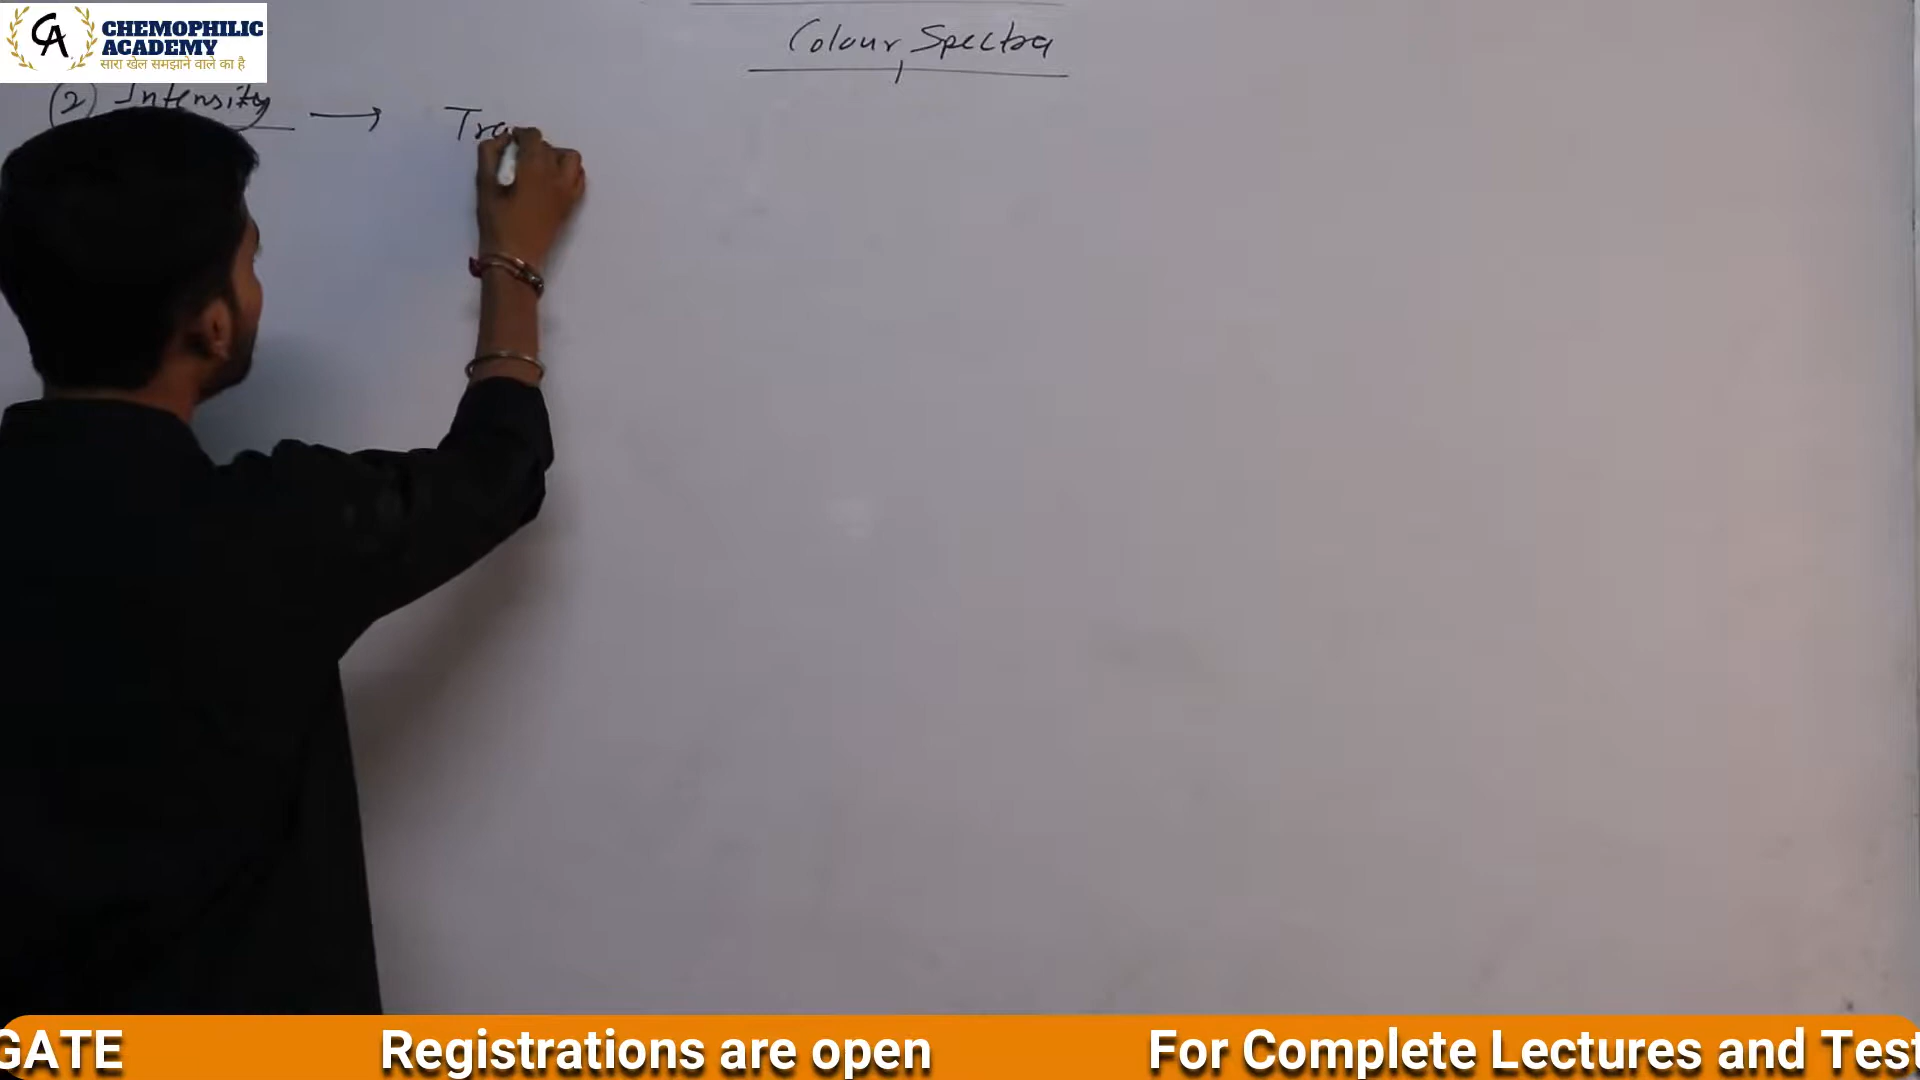 CA CHEMOPHILIC
ACADEMY
सारा खेल समझाने वाले का है
Colour Spectra
(2) Intensity → Tra
GATE Registrations are open For Complete Lectures and Test